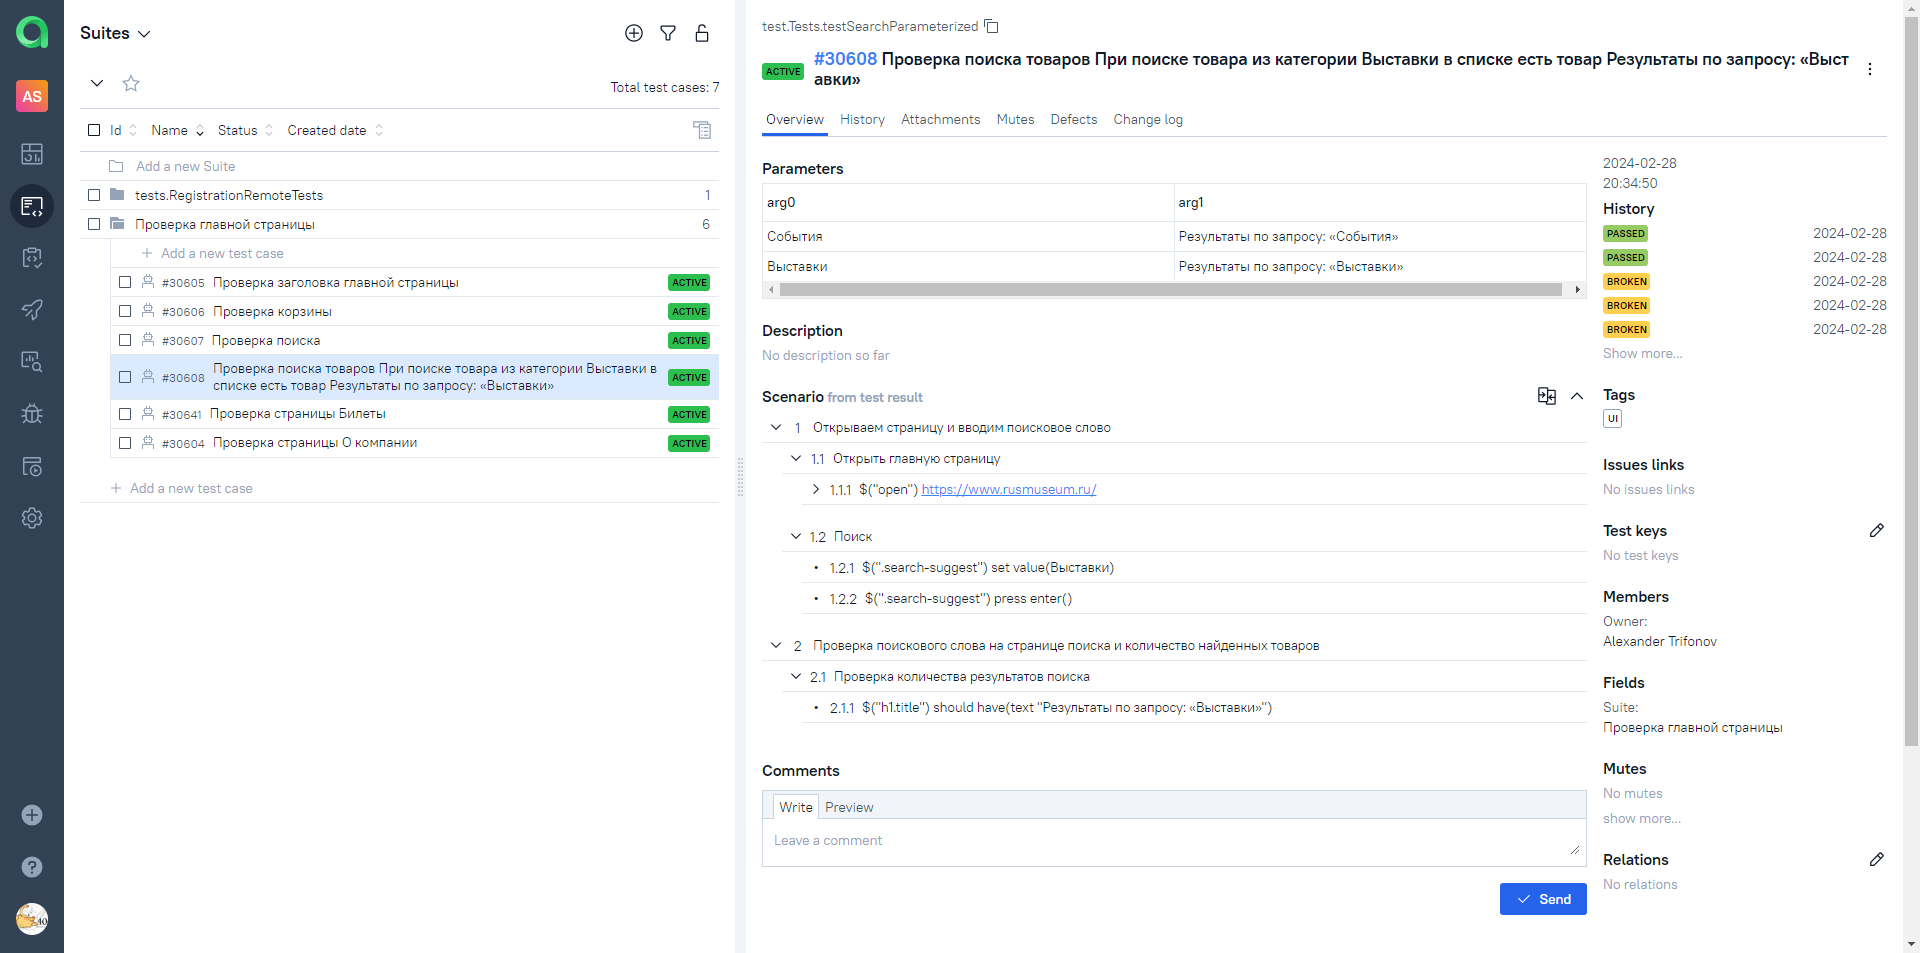 AS
Suites
Total test cases: 7
Id Name Status Created date
Add a new Suite
tests.RegistrationRemoteTests 1
Проверка главной страницы 6
Add a new test case
#30605 Проверка заголовка главной страницы ACTIVE
#30606 Проверка корзины ACTIVE
#30607 Проверка поиска ACTIVE
#30608 Проверка поиска товаров При поиске товара из категории Выставки в
списке есть товар Результаты по запросу: «Выставки» ACTIVE
#30641 Проверка страницы Билеты ACTIVE
#30604 Проверка страницы О компании ACTIVE
Add a new test case
test.Tests.testSearchParameterized
ACTIVE #30608 Проверка поиска товаров При поиске товара из категории Выставки в списке есть товар Результаты по запросу: «Выст
авки»
Overview History Attachments Mutes Defects Change log
Parameters
arg0 arg1
События Результаты по запросу: «События»
Выставки Результаты по запросу: «Выставки»
Description
No description so far
Scenario from test result
1 Открываем страницу и вводим поисковое слово
1.1 Открыть главную страницу
1.1.1 $("open") https://www.rusmuseum.ru/
1.2 Поиск
1.2.1 $(".search-suggest") set value(Выставки)
1.2.2 $(".search-suggest") press enter()
2 Проверка поискового слова на странице поиска и количество найденных товаров
2.1 Проверка количества результатов поиска
2.1.1 $("h1.title") should have(text "Результаты по запросу: «Выставки»")
Comments
Write Preview
Leave a comment
Send
2024-02-28
20:34:50
History
PASSED 2024-02-28
PASSED 2024-02-28
BROKEN 2024-02-28
BROKEN 2024-02-28
BROKEN 2024-02-28
Show more...
Tags
UI
Issues links
No issues links
Test keys
No test keys
Members
Owner:
Alexander Trifonov
Fields
Suite:
Проверка главной страницы
Mutes
No mutes
show more...
Relations
No relations